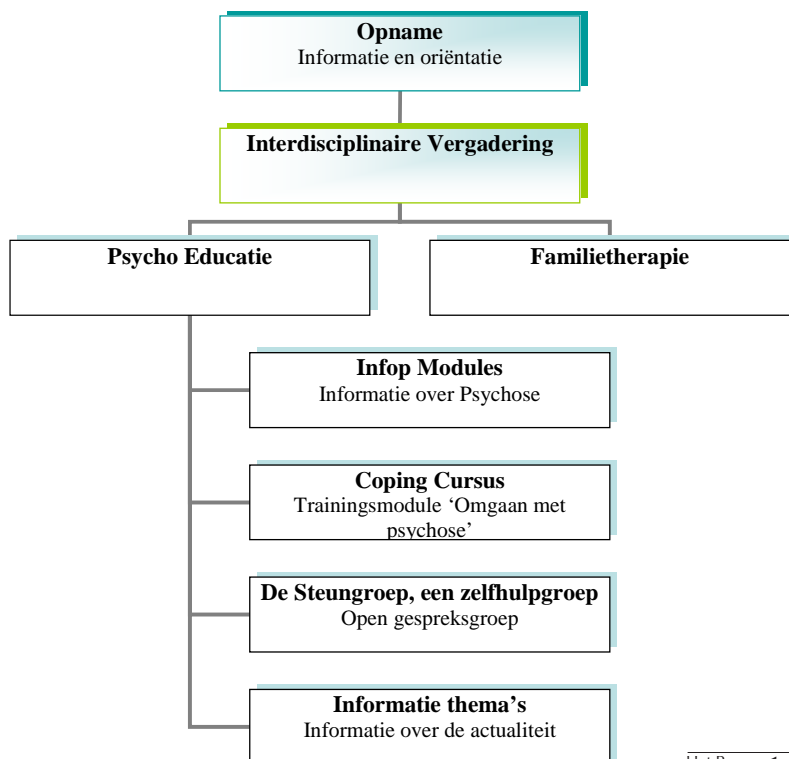 Opname
Informatie en oriëntatie
Interdisciplinaire Vergadering
Psycho Educatie
Familietherapie
Infop Modules
Informatie over Psychose
Coping Cursus
Trainingsmodule ‘Omgaan met
psychose’
De Steungroep, een zelfhulpgroep
Open gespreksgroep
Informatie thema’s
Informatie over de actualiteit